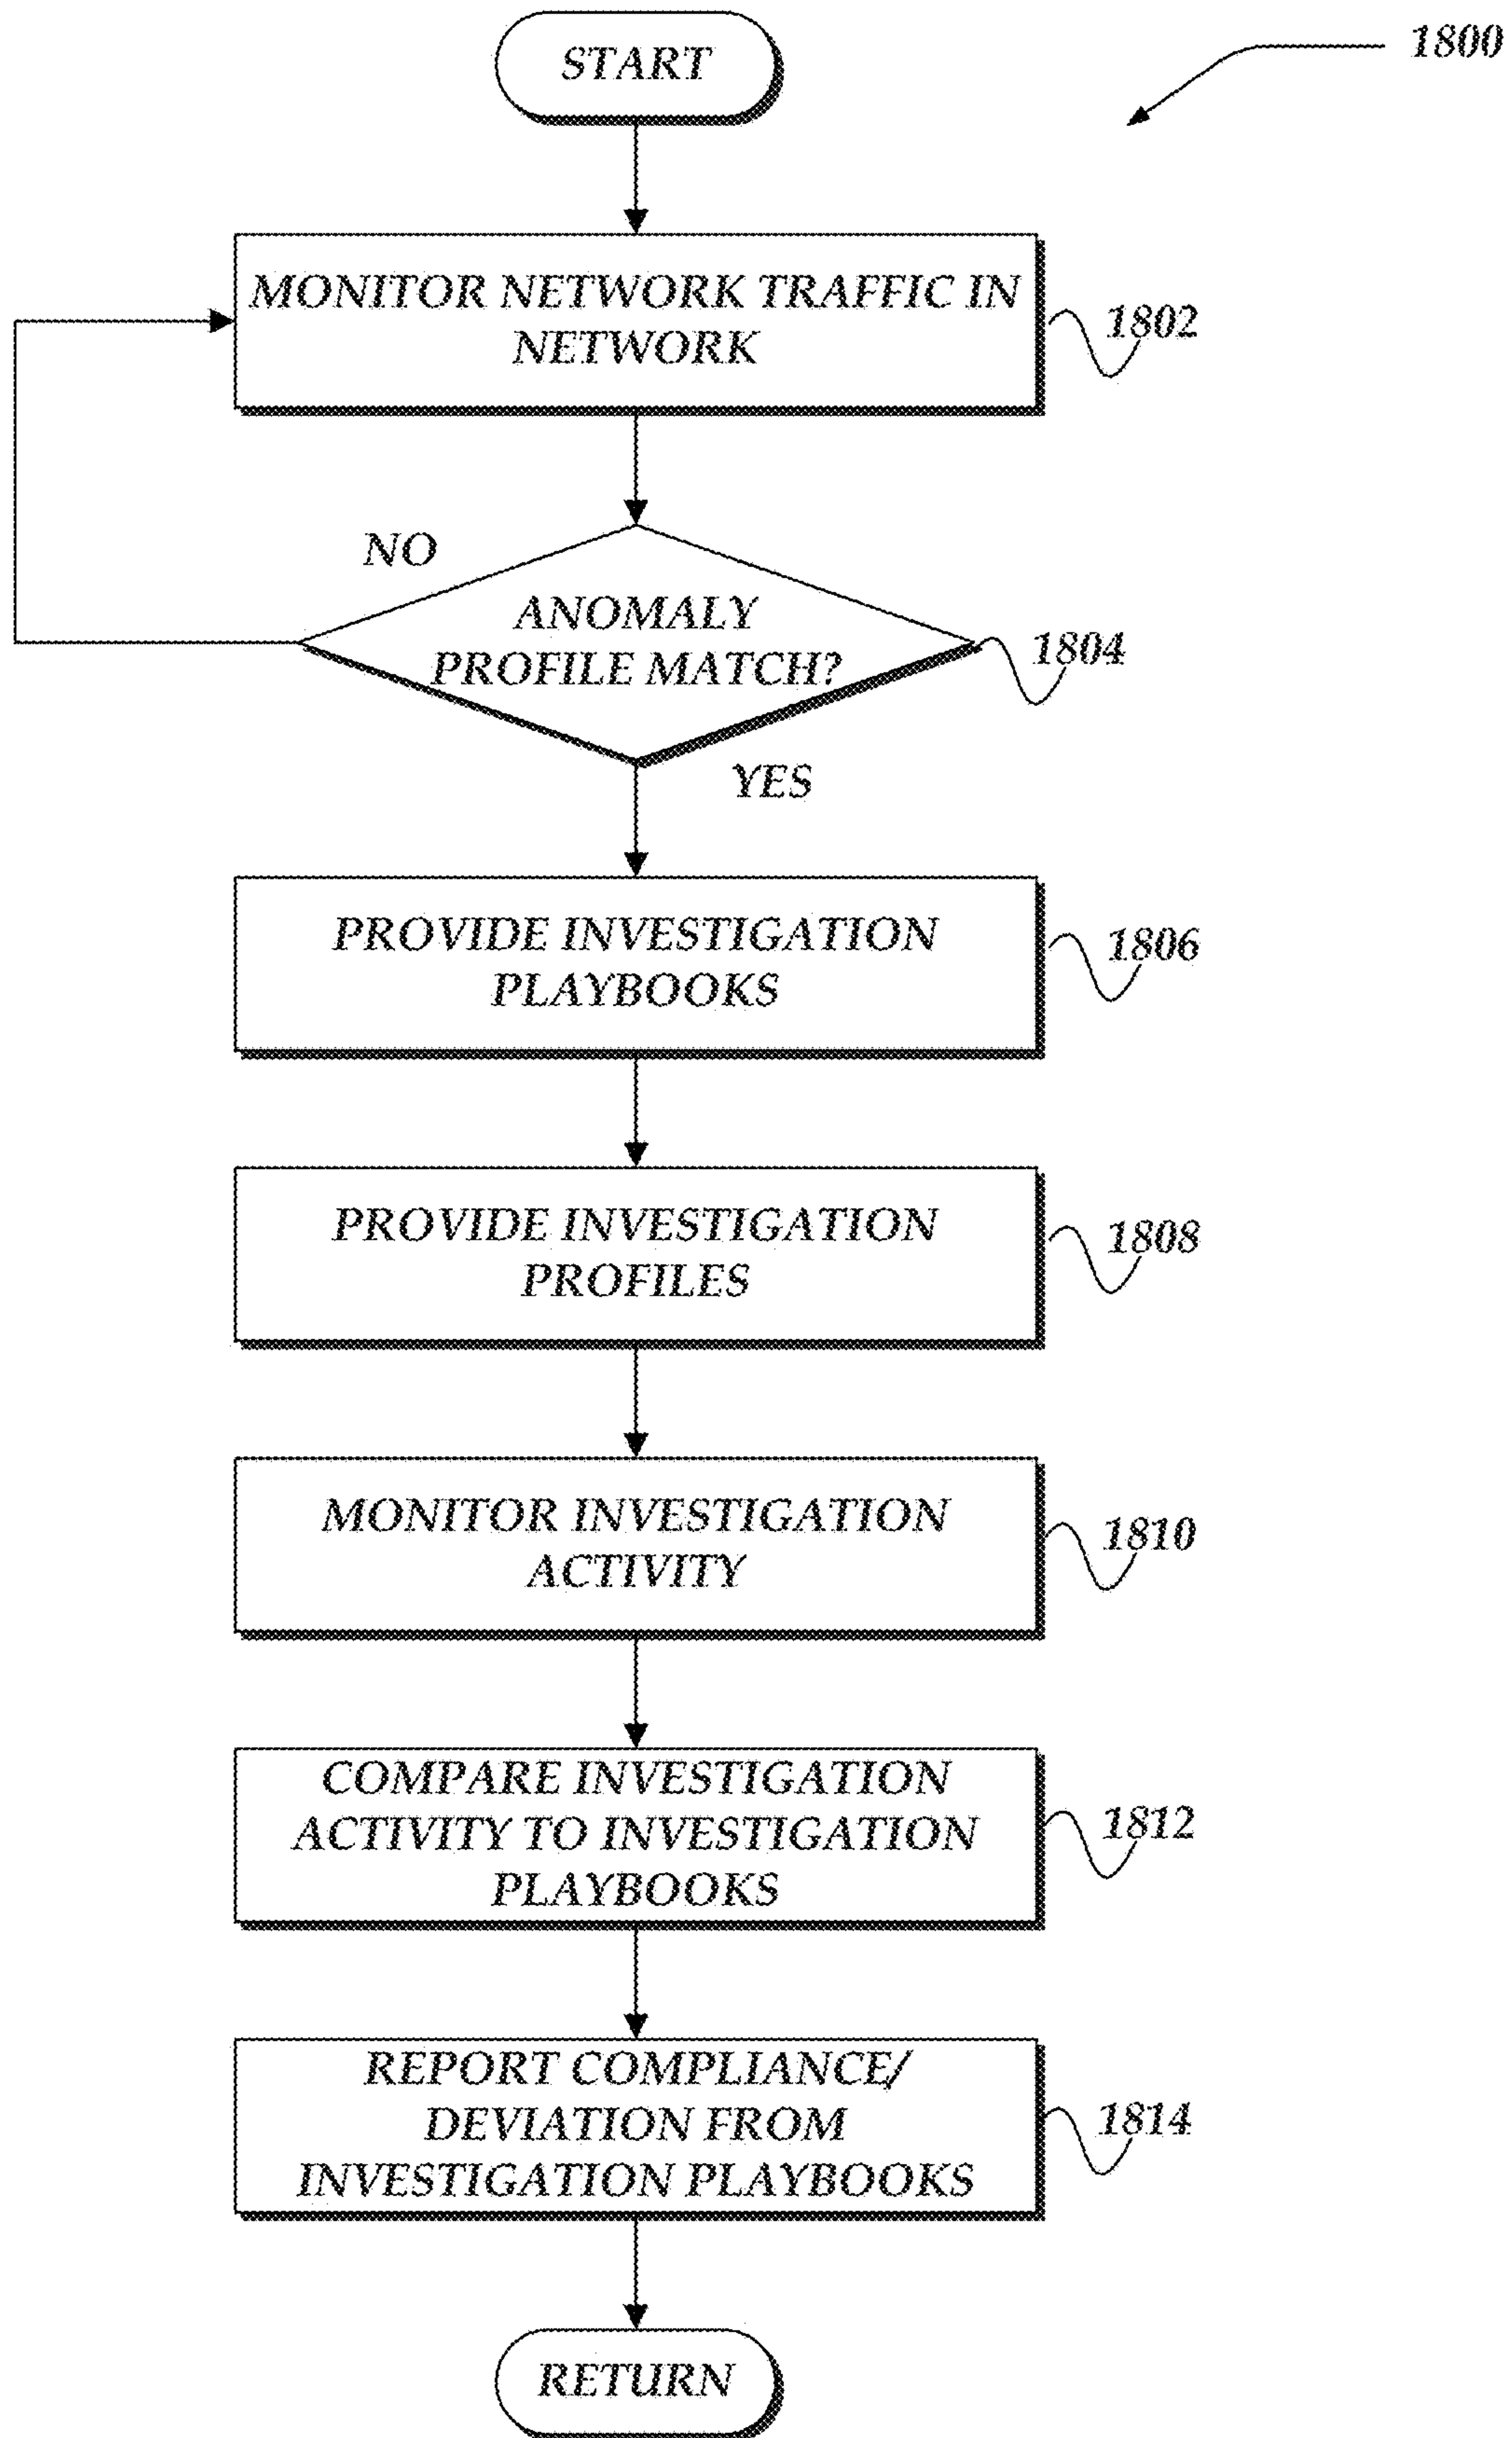 START
1800
MONITOR NETWORK TRAFFIC IN
NETWORK
1802
NO
ANOMALY
PROFILE MATCH?
1804
YES
PROVIDE INVESTIGATION
PLAYBOOKS
1806
PROVIDE INVESTIGATION
PROFILES
1808
MONITOR INVESTIGATION
ACTIVITY
1810
COMPARE INVESTIGATION
ACTIVITY TO INVESTIGATION
PLAYBOOKS
1812
REPORT COMPLIANCE/
DEVIATION FROM
INVESTIGATION PLAYBOOKS
1814
RETURN